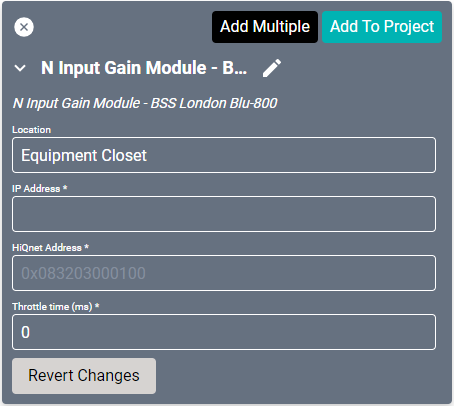 Add Multiple
Add To Project
N Input Gain Module - B...
N Input Gain Module - BSS London Blu-800
Location
Equipment Closet
IP Address *
HiQnet Address *
0x083203000100
Throttle time (ms) *
0
Revert Changes